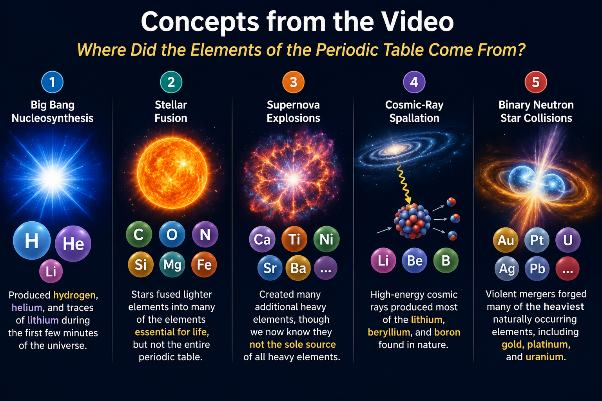 Concepts from the Video
Where Did the Elements of the Periodic Table Come From?
1
Big Bang
Nucleosynthesis
H
He
Li
Produced hydrogen,
helium, and traces
of lithium during
the first few minutes
of the universe.
2
Stellar
Fusion
C O N
Si Mg Fe
Stars fused lighter
elements into many
of the elements
essential for life,
but not the entire
periodic table.
3
Supernova
Explosions
Ca Ti Ni
Sr Ba ...
Created many
additional heavy
elements, though
we now know they
not the sole source
of all heavy elements.
4
Cosmic-Ray
Spallation
Li Be B
High-energy cosmic
rays produced most
of the lithium,
beryllium, and boron
found in nature.
5
Binary Neutron
Star Collisions
Au Pt U
Ag Pb ...
Violent mergers forged
many of the heaviest
naturally occurring
elements, including
gold, platinum,
and uranium.